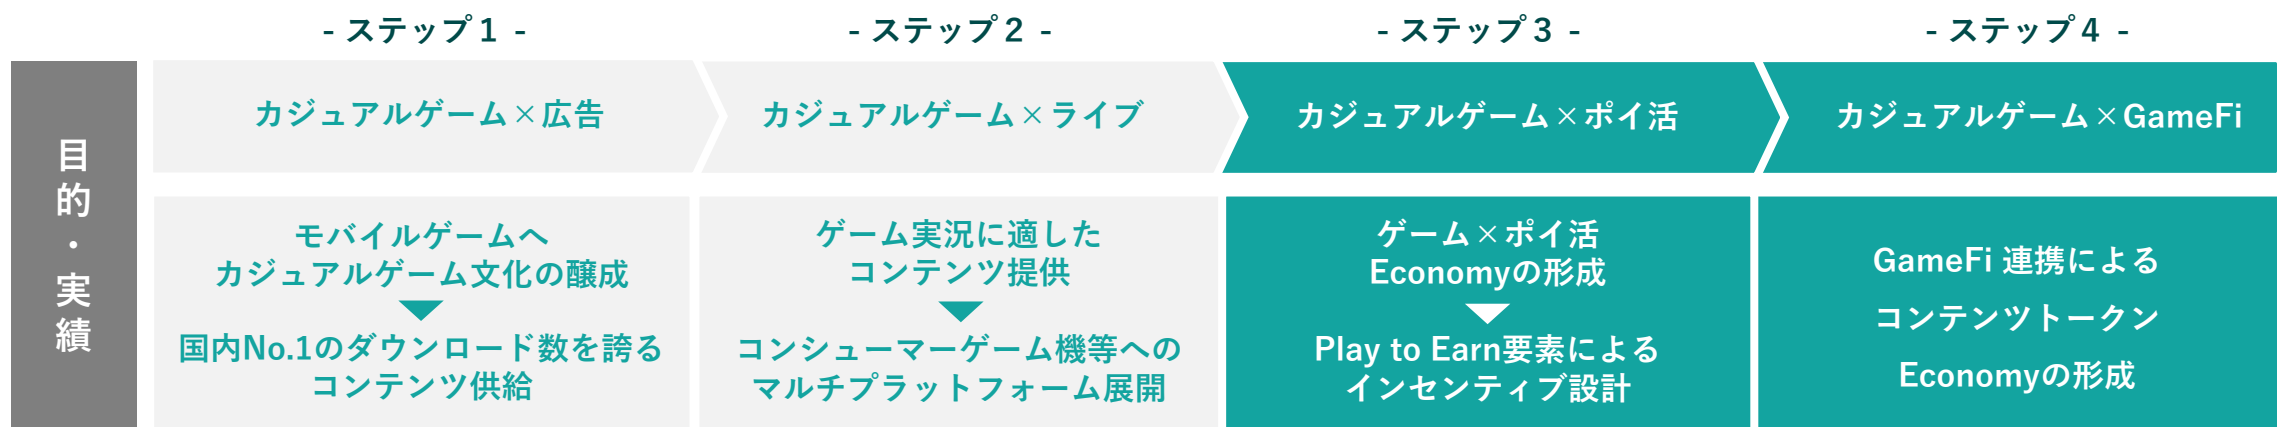 - ステップ１ -
- ステップ２ -
- ステップ３ -
- ステップ４ -
目的・実績
カジュアルゲーム×広告
カジュアルゲーム×ライブ
カジュアルゲーム×ポイ活
カジュアルゲーム×GameFi
モバイルゲームへ
カジュアルゲーム文化の醸成
国内No.1のダウンロード数を誇る
コンテンツ供給
ゲーム実況に適した
コンテンツ提供
コンシューマーゲーム機等への
マルチプラットフォーム展開
ゲーム×ポイ活
Economyの形成
Play to Earn要素による
インセンティブ設計
GameFi 連携による
コンテンツトークン
Economyの形成